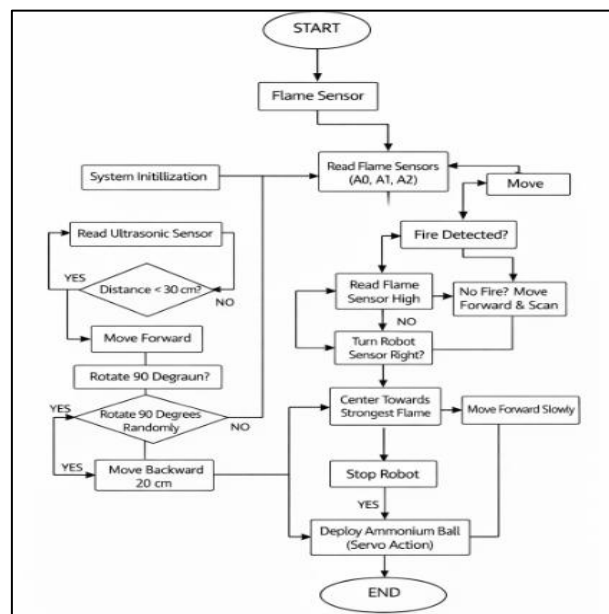 START
Flame Sensor
Read Flame Sensors
(A0, A1, A2)
System Initillization
Move
Read Ultrasonic Sensor
Fire Detected?
YES
Distance < 30 cm?
NO
Read Flame
Sensor High
No Fire? Move
Forward & Scan
NO
Move Forward
Turn Robot
Sensor Right?
Rotate 90 Degraun?
YES
Rotate 90 Degrees
Randomly
NO
Center Towards
Strongest Flame
Move Forward Slowly
YES
Move Backward
20 cm
Stop Robot
YES
Deploy Ammonium Ball
(Servo Action)
END